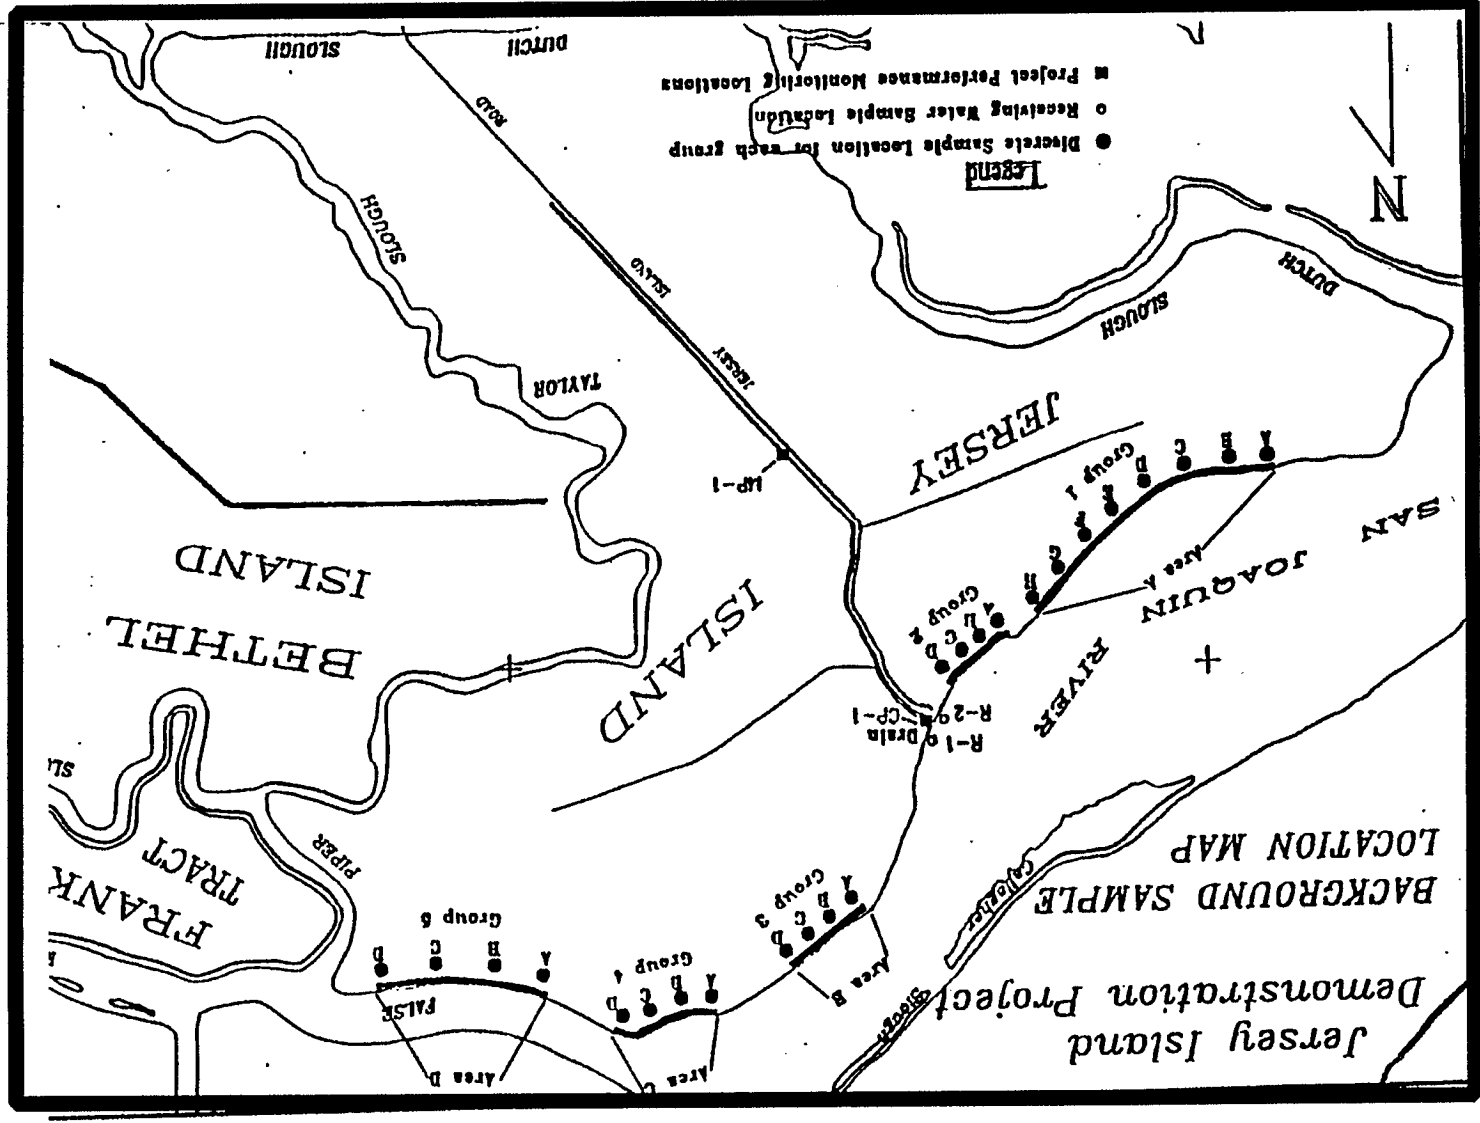 Jersey Island
Demonstration Project
BACKGROUND SAMPLE
LOCATION MAP
Area D
Area C
Area B
FALSE
A
B
C
D
Group 5
A
B
C
D
Group 4
A
B
C
D
Group 3
Slough
Gallagher
FRANK
TRACT
PIPER
R-1
Drain
R-2
CP-1
SAN
JOAQUIN
RIVER
BETHEL
ISLAND
JERSEY
ISLAND
A
B
C
D
Group 2
Area A
A
B
C
D
E
F
G
H
Group 1
WP-1
TAYLOR
SLOUGH
JERSEY
ISLAND
ROAD
DUTCH
SLOUGH
DUTCH
SLOUGH
N
Legend
● Discrete Sample Location for each group
○ Receiving Water Sample Location
■ Project Performance Monitoring Locations